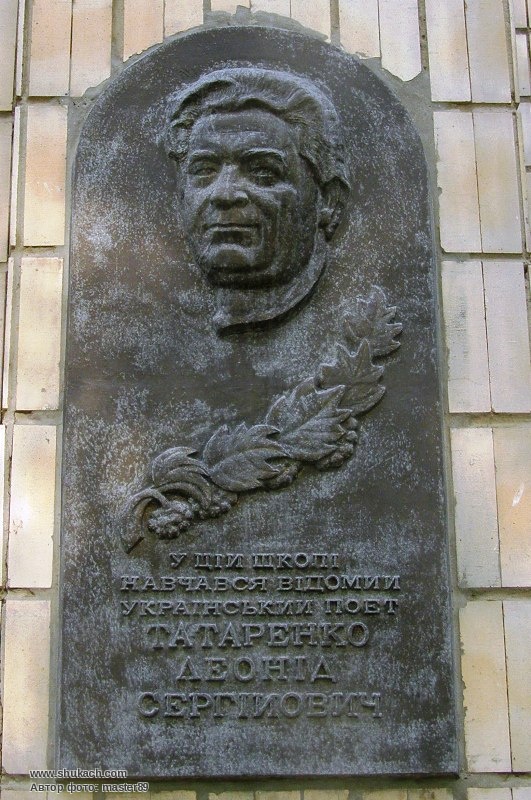 У ЦІЙ ШКОЛІ
НАВЧАВСЯ ВІДОМИЙ
УКРАЇНСЬКИЙ ПОЕТ
ТАТАРЕНКО
ЛЕОНІД
СЕРГІЙОВИЧ
www.shukach.com
Автор фото: master89